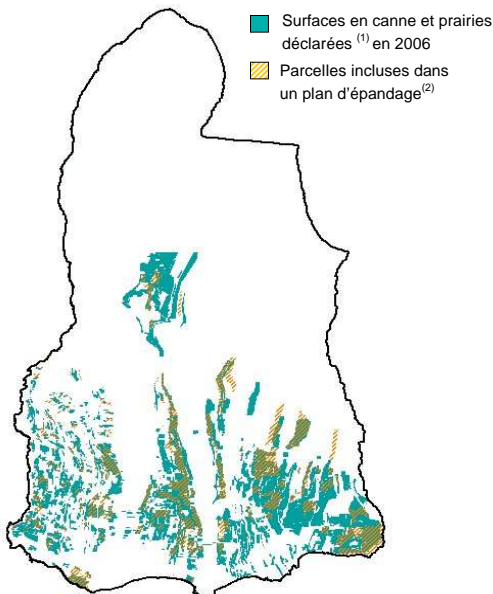 Surfaces en canne et prairies
déclarées (1) en 2006
Parcelles incluses dans
un plan d'épandage(2)